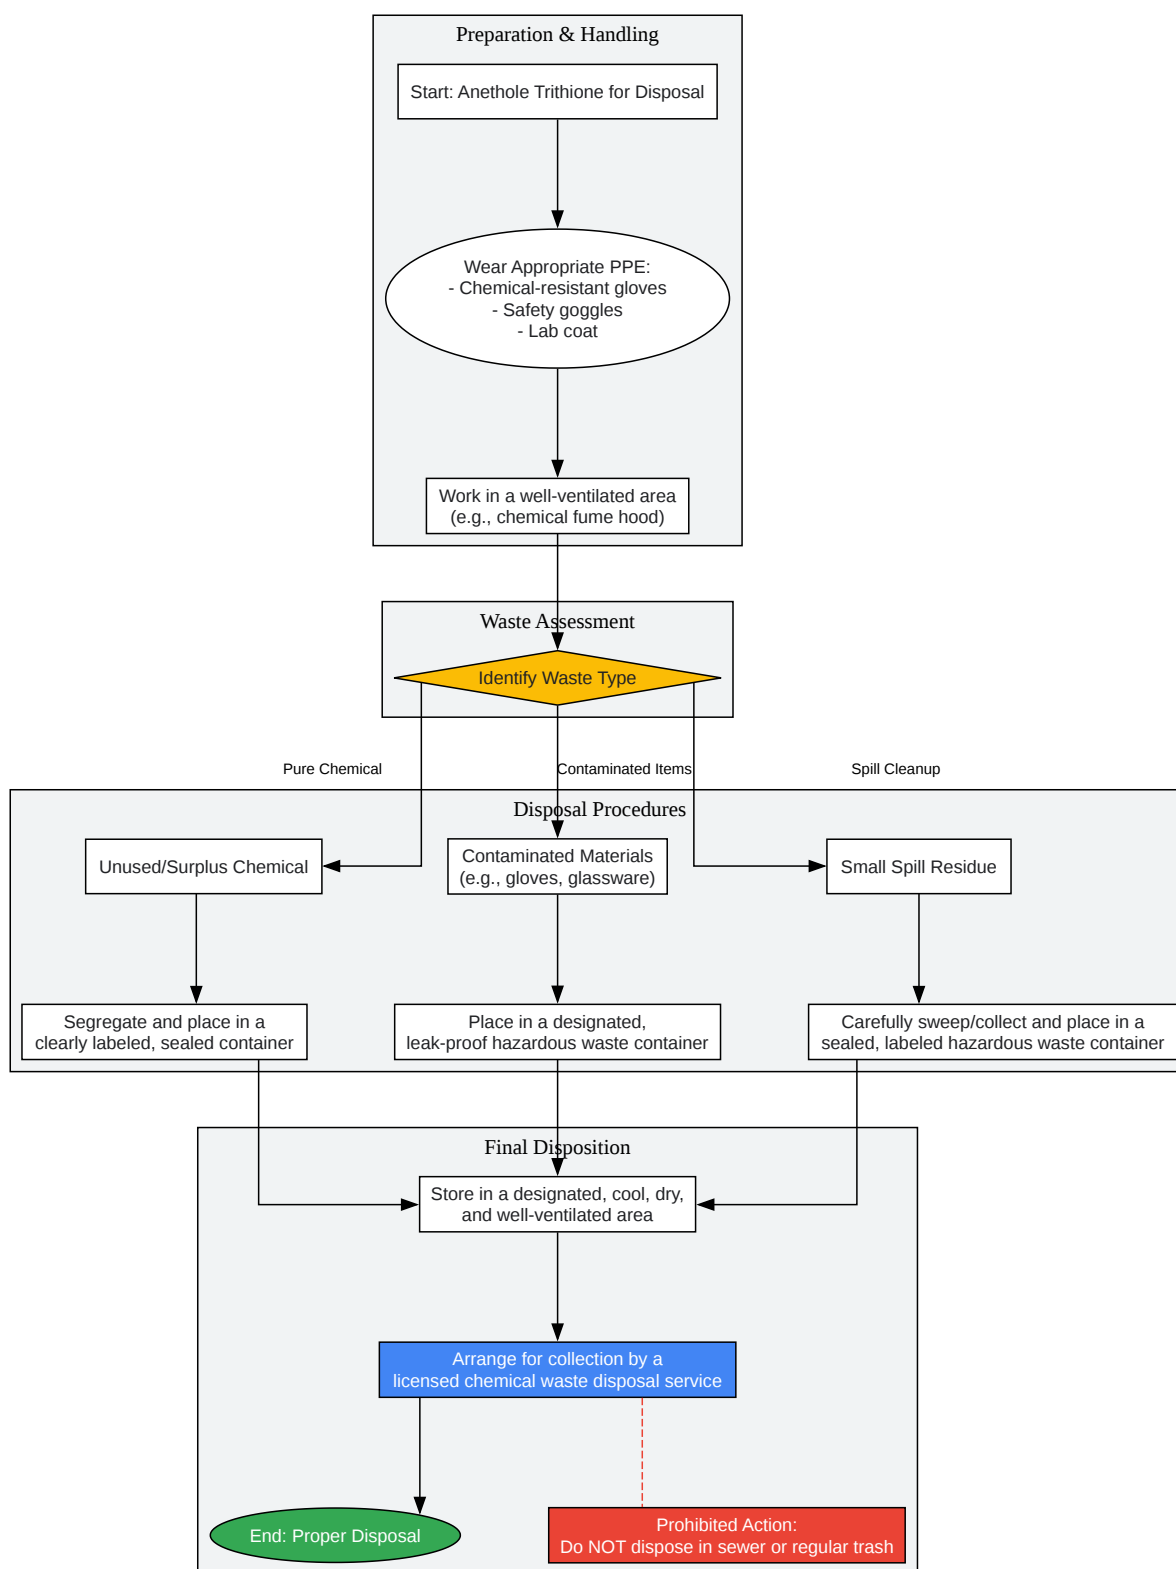 Preparation & Handling
Start: Anethole Trithione for Disposal
Wear Appropriate PPE:
- Chemical-resistant gloves
- Safety goggles
- Lab coat
Work in a well-ventilated area
(e.g., chemical fume hood)
Waste Assessment
Identify Waste Type
Pure Chemical
Contaminated Items
Spill Cleanup
Disposal Procedures
Unused/Surplus Chemical
Contaminated Materials
(e.g., gloves, glassware)
Small Spill Residue
Segregate and place in a
clearly labeled, sealed container
Place in a designated,
leak-proof hazardous waste container
Carefully sweep/collect and place in a
sealed, labeled hazardous waste container
Final Disposition
Store in a designated, cool, dry,
and well-ventilated area
Arrange for collection by a
licensed chemical waste disposal service
End: Proper Disposal
Prohibited Action:
Do NOT dispose in sewer or regular trash